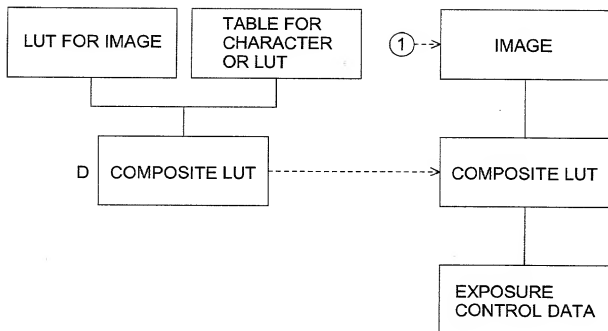 LUT FOR IMAGE
TABLE FOR
CHARACTER
OR LUT
1
IMAGE
D
COMPOSITE LUT
COMPOSITE LUT
EXPOSURE
CONTROL DATA